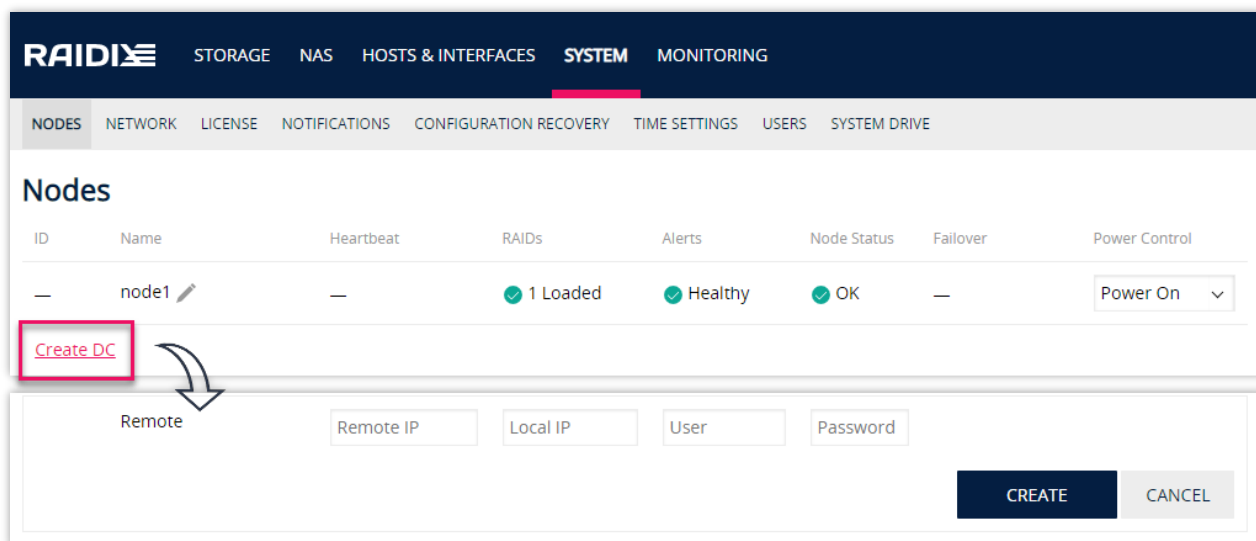 RAIDIX STORAGE NAS HOSTS & INTERFACES SYSTEM MONITORING
NODES NETWORK LICENSE NOTIFICATIONS CONFIGURATION RECOVERY TIME SETTINGS USERS SYSTEM DRIVE
Nodes
ID Name Heartbeat RAIDs Alerts Node Status Failover Power Control
— node1 — 1 Loaded Healthy OK — Power On
Create DC
Remote Remote IP Local IP User Password
CREATE CANCEL